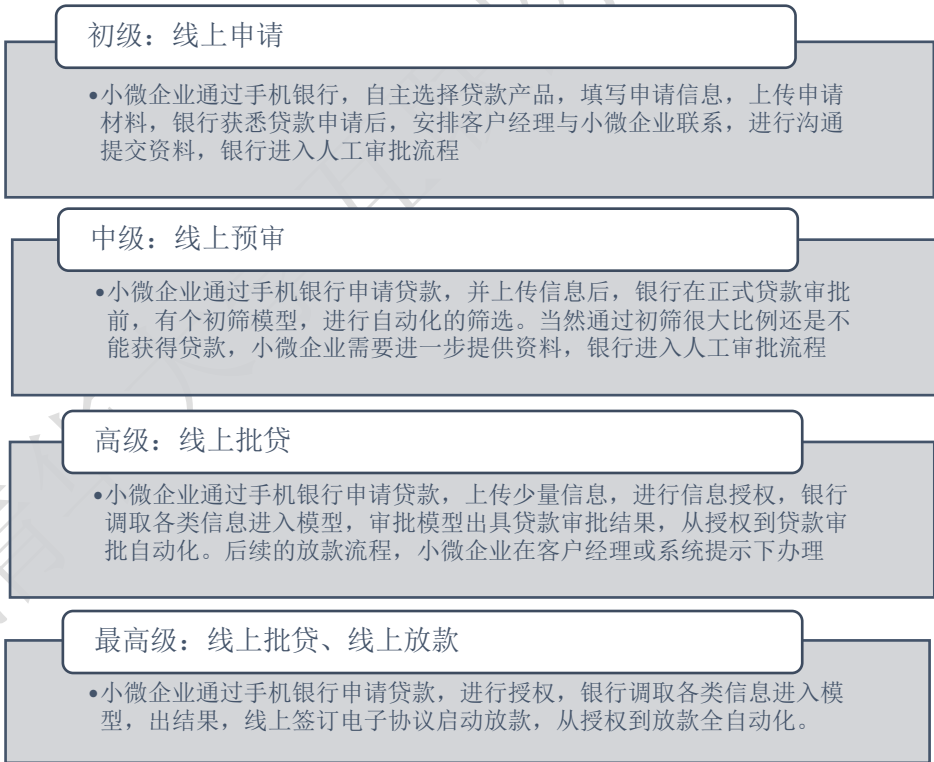 初级：线上申请
•小微企业通过手机银行，自主选择贷款产品，填写申请信息，上传申请
材料，银行获悉贷款申请后，安排客户经理与小微企业联系，进行沟通
提交资料，银行进入人工审批流程
中级：线上预审
•小微企业通过手机银行申请贷款，并上传信息后，银行在正式贷款审批
前，有个初筛模型，进行自动化的筛选。当然通过初筛很大比例还是不
能获得贷款，小微企业需要进一步提供资料，银行进入人工审批流程
高级：线上批贷
•小微企业通过手机银行申请贷款，上传少量信息，进行信息授权，银行
调取各类信息进入模型，审批模型出具贷款审批结果，从授权到贷款审
批自动化。后续的放款流程，小微企业在客户经理或系统提示下办理
最高级：线上批贷、线上放款
•小微企业通过手机银行申请贷款，进行授权，银行调取各类信息进入模
型，出结果，线上签订电子协议启动放款，从授权到放款全自动化。